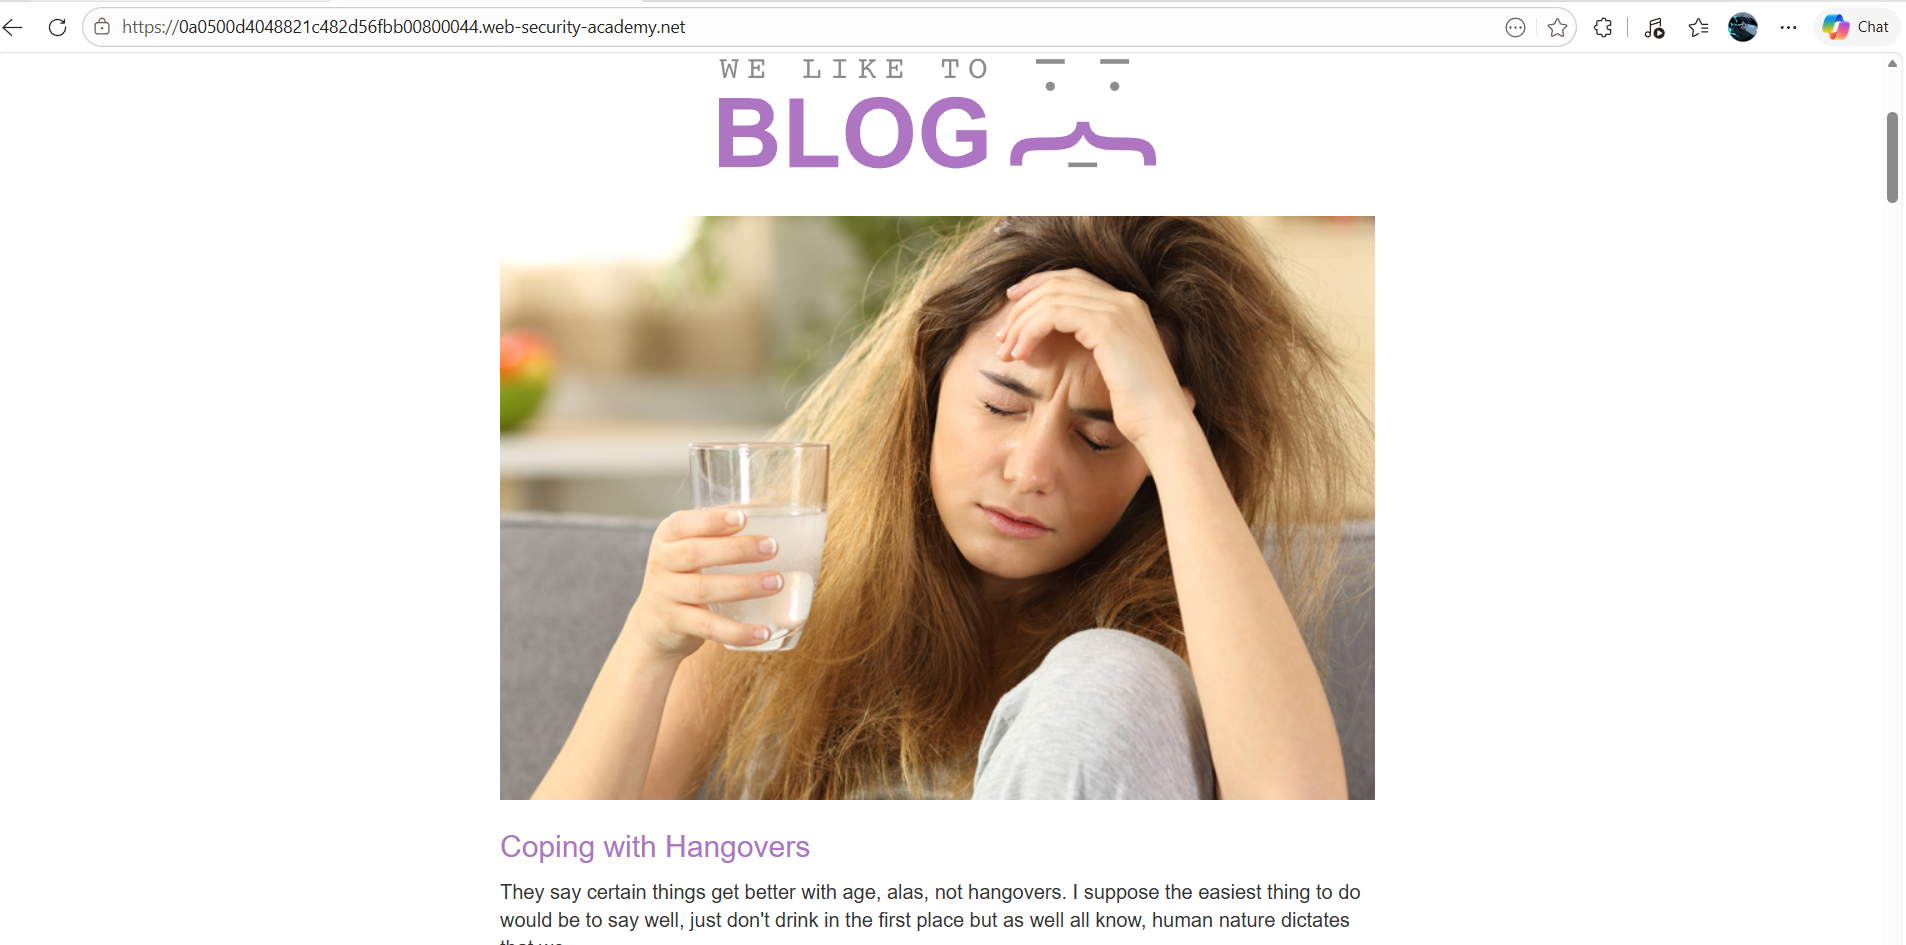 https://0a0500d4048821c482d56fbb00800044.web-security-academy.net
Chat
WE LIKE TO
BLOG
Coping with Hangovers
They say certain things get better with age, alas, not hangovers. I suppose the easiest thing to do
would be to say well, just don't drink in the first place but as well all know, human nature dictates
that we